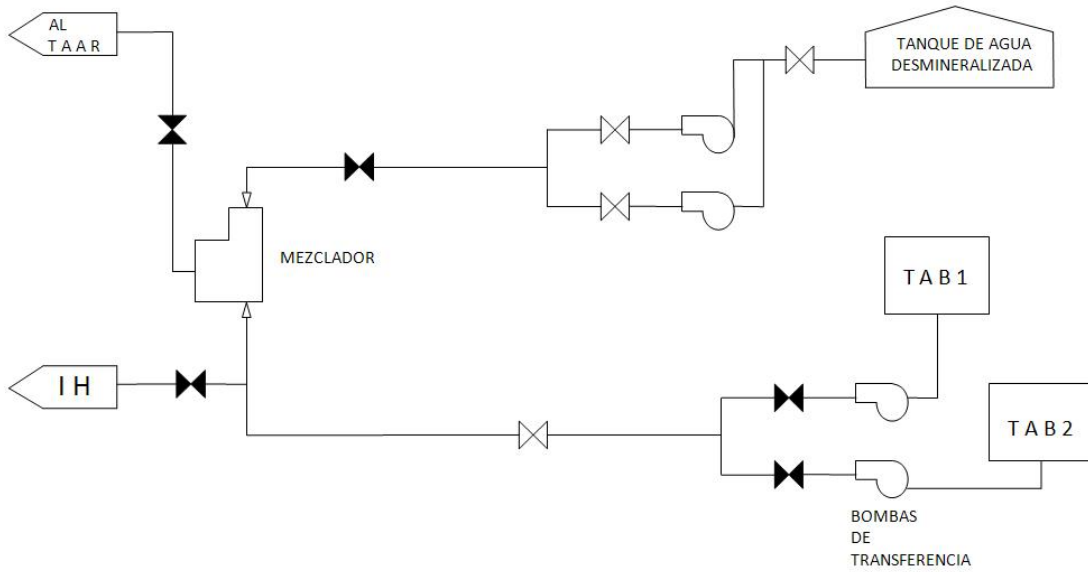 AL
T A A R
TANQUE DE AGUA
DESMINERALIZADA
MEZCLADOR
T A B 1
I H
T A B 2
BOMBAS
DE
TRANSFERENCIA